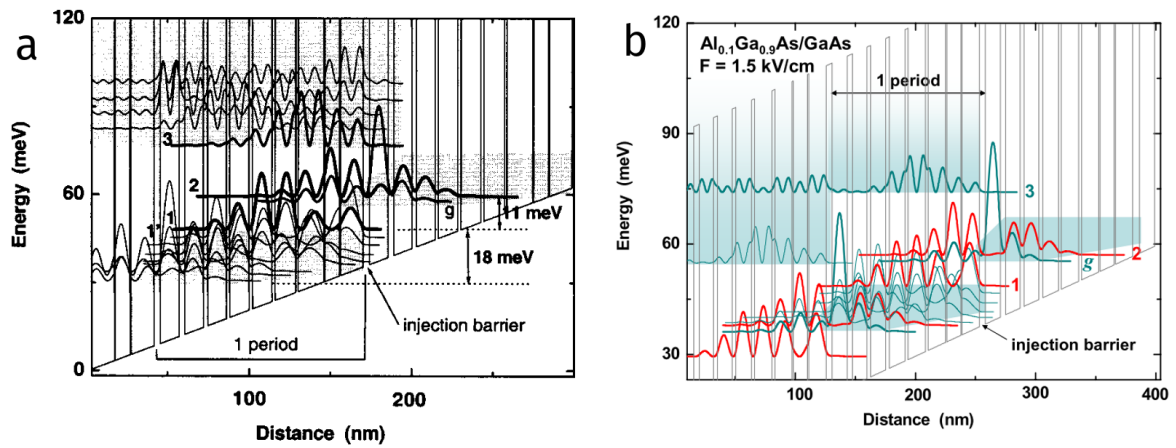 a
120
60
0
Energy (meV)
3
2
1'
1
g
11 meV
18 meV
injection barrier
1 period
100
200
Distance (nm)
b
Al0.1Ga0.9As/GaAs
F = 1.5 kV/cm
1 period
120
90
60
30
Energy (meV)
3
2
g
1
injection barrier
100
200
300
400
Distance (nm)